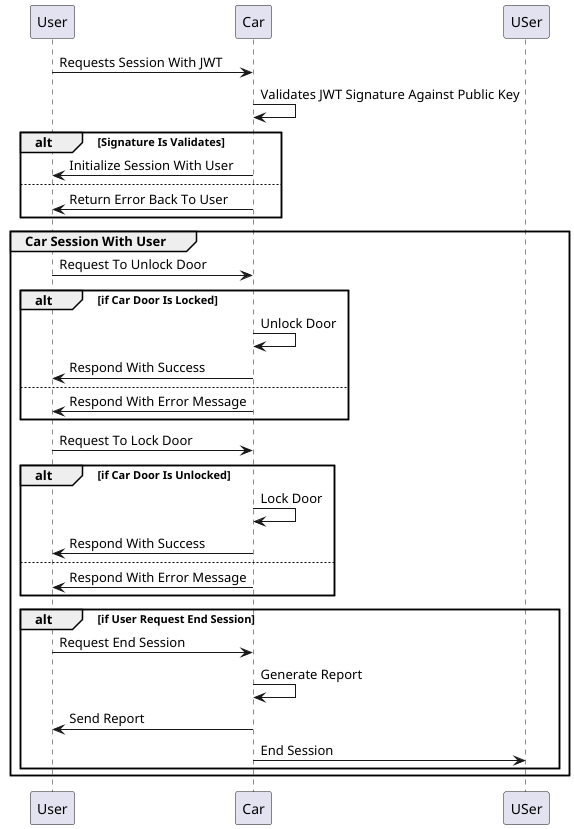 User Car USer
Requests Session With JWT
Validates JWT Signature Against Public Key
alt [Signature Is Validates]
Initialize Session With User
Return Error Back To User
Car Session With User
Request To Unlock Door
alt [if Car Door Is Locked]
Unlock Door
Respond With Success
Respond With Error Message
Request To Lock Door
alt [if Car Door Is Unlocked]
Lock Door
Respond With Success
Respond With Error Message
alt [if User Request End Session]
Request End Session
Generate Report
Send Report
End Session
User Car USer